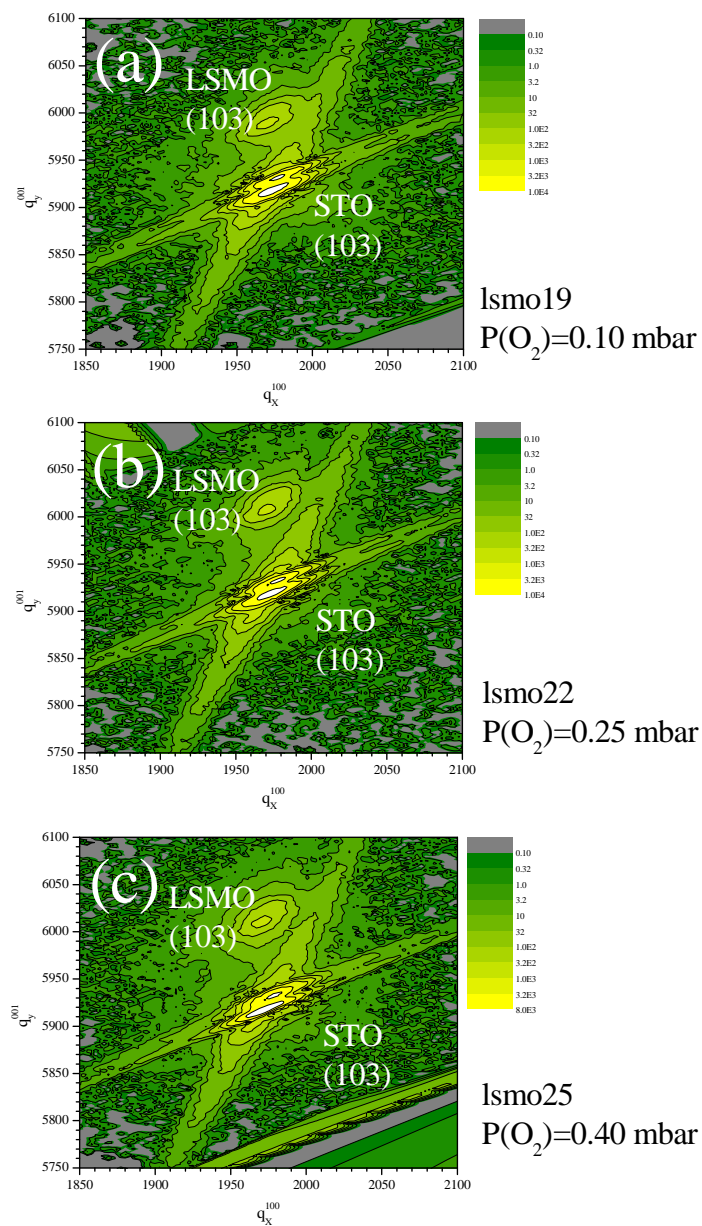 (a)
LSMO
(103)
STO
(103)
6100
6050
6000
5950
5900
5850
5800
5750
q_y^001
1850
1900
1950
2000
2050
2100
q_X^100
0.10
0.32
1.0
3.2
10
32
1.0E2
3.2E2
1.0E3
3.2E3
1.0E4
lsmo19
P(O₂)=0.10 mbar
(b)
LSMO
(103)
STO
(103)
6100
6050
6000
5950
5900
5850
5800
5750
q_y^001
1850
1900
1950
2000
2050
2100
q_X^100
0.10
0.32
1.0
3.2
10
32
1.0E2
3.2E2
1.0E3
3.2E3
1.0E4
lsmo22
P(O₂)=0.25 mbar
(c)
LSMO
(103)
STO
(103)
6100
6050
6000
5950
5900
5850
5800
5750
q_y^001
1850
1900
1950
2000
2050
2100
q_X^100
0.10
0.32
1.0
3.2
10
32
1.0E2
3.2E2
1.0E3
3.2E3
8.0E3
lsmo25
P(O₂)=0.40 mbar